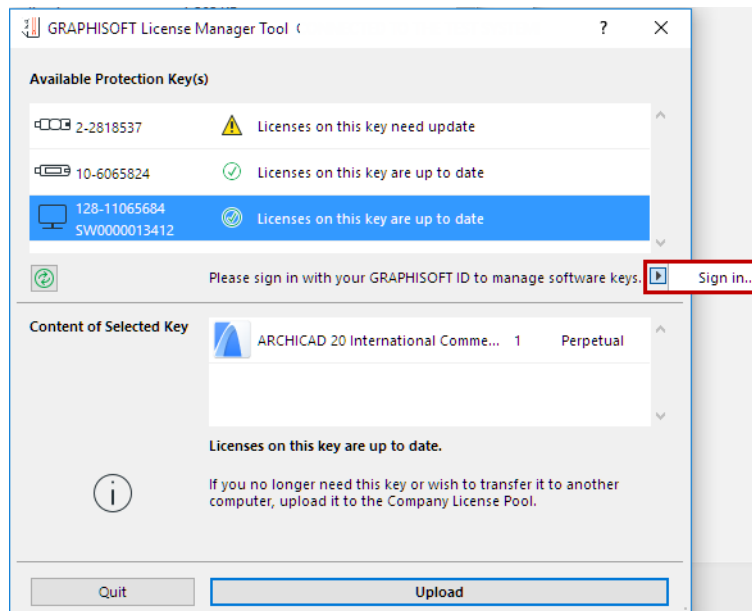 GRAPHISOFT License Manager Tool
Available Protection Key(s)
2-2818537 Licenses on this key need update
10-6065824 Licenses on this key are up to date
128-11065684
SW0000013412 Licenses on this key are up to date
Please sign in with your GRAPHISOFT ID to manage software keys. Sign in...
Content of Selected Key
ARCHICAD 20 International Comme... 1 Perpetual
Licenses on this key are up to date.
If you no longer need this key or wish to transfer it to another
computer, upload it to the Company License Pool.
Quit Upload